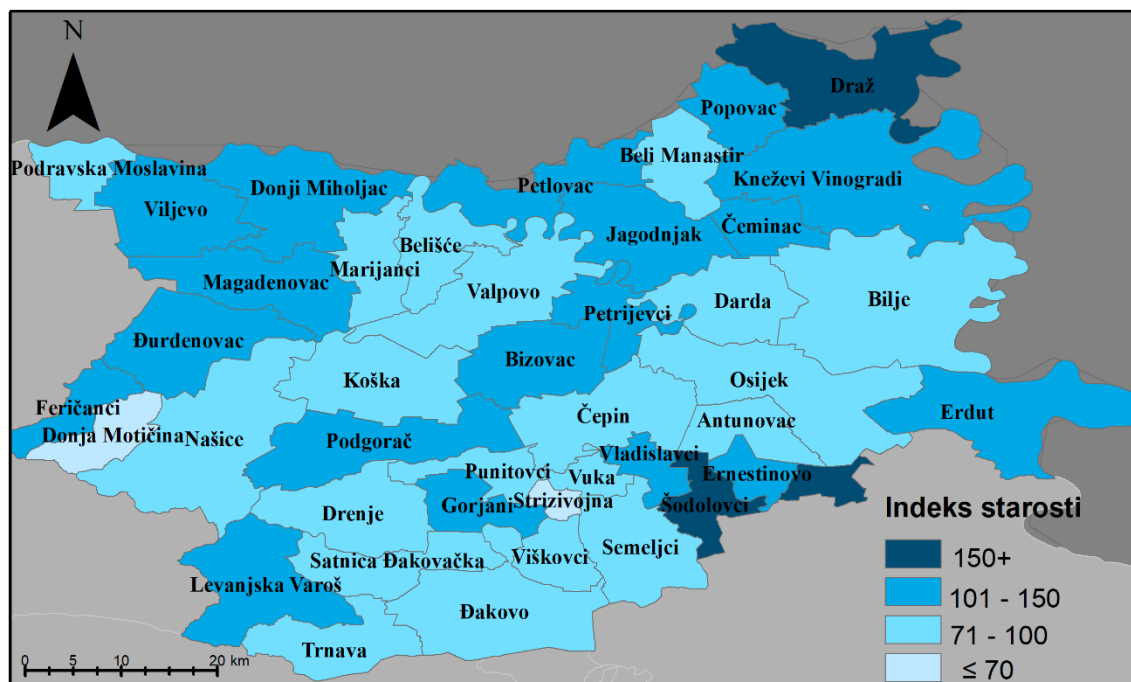 N
Draž
Popovac
Podravska Moslavina
Beli Manastir
Donji Miholjac
Petlovac
Kneževi Vinogradi
Viljevo
Čeminac
Jagodnjak
Belišće
Marijanci
Magadenovac
Valpovo
Darda
Bilje
Petrijevci
Đurđenovac
Bizovac
Koška
Osijek
Feričanci
Čepin
Erdut
Donja Motičina
Našice
Podgorač
Antunovac
Vladislavci
Punitovci
Vuka
Ernestinovo
Gorjani
Strizivojna
Šodolovci
Drenje
Semeljci
Satnica Đakovačka
Viškovci
Levanjska Varoš
Đakovo
Trnava
Indeks starosti
150+
101 - 150
71 - 100
≤ 70
0 5 10 20 km